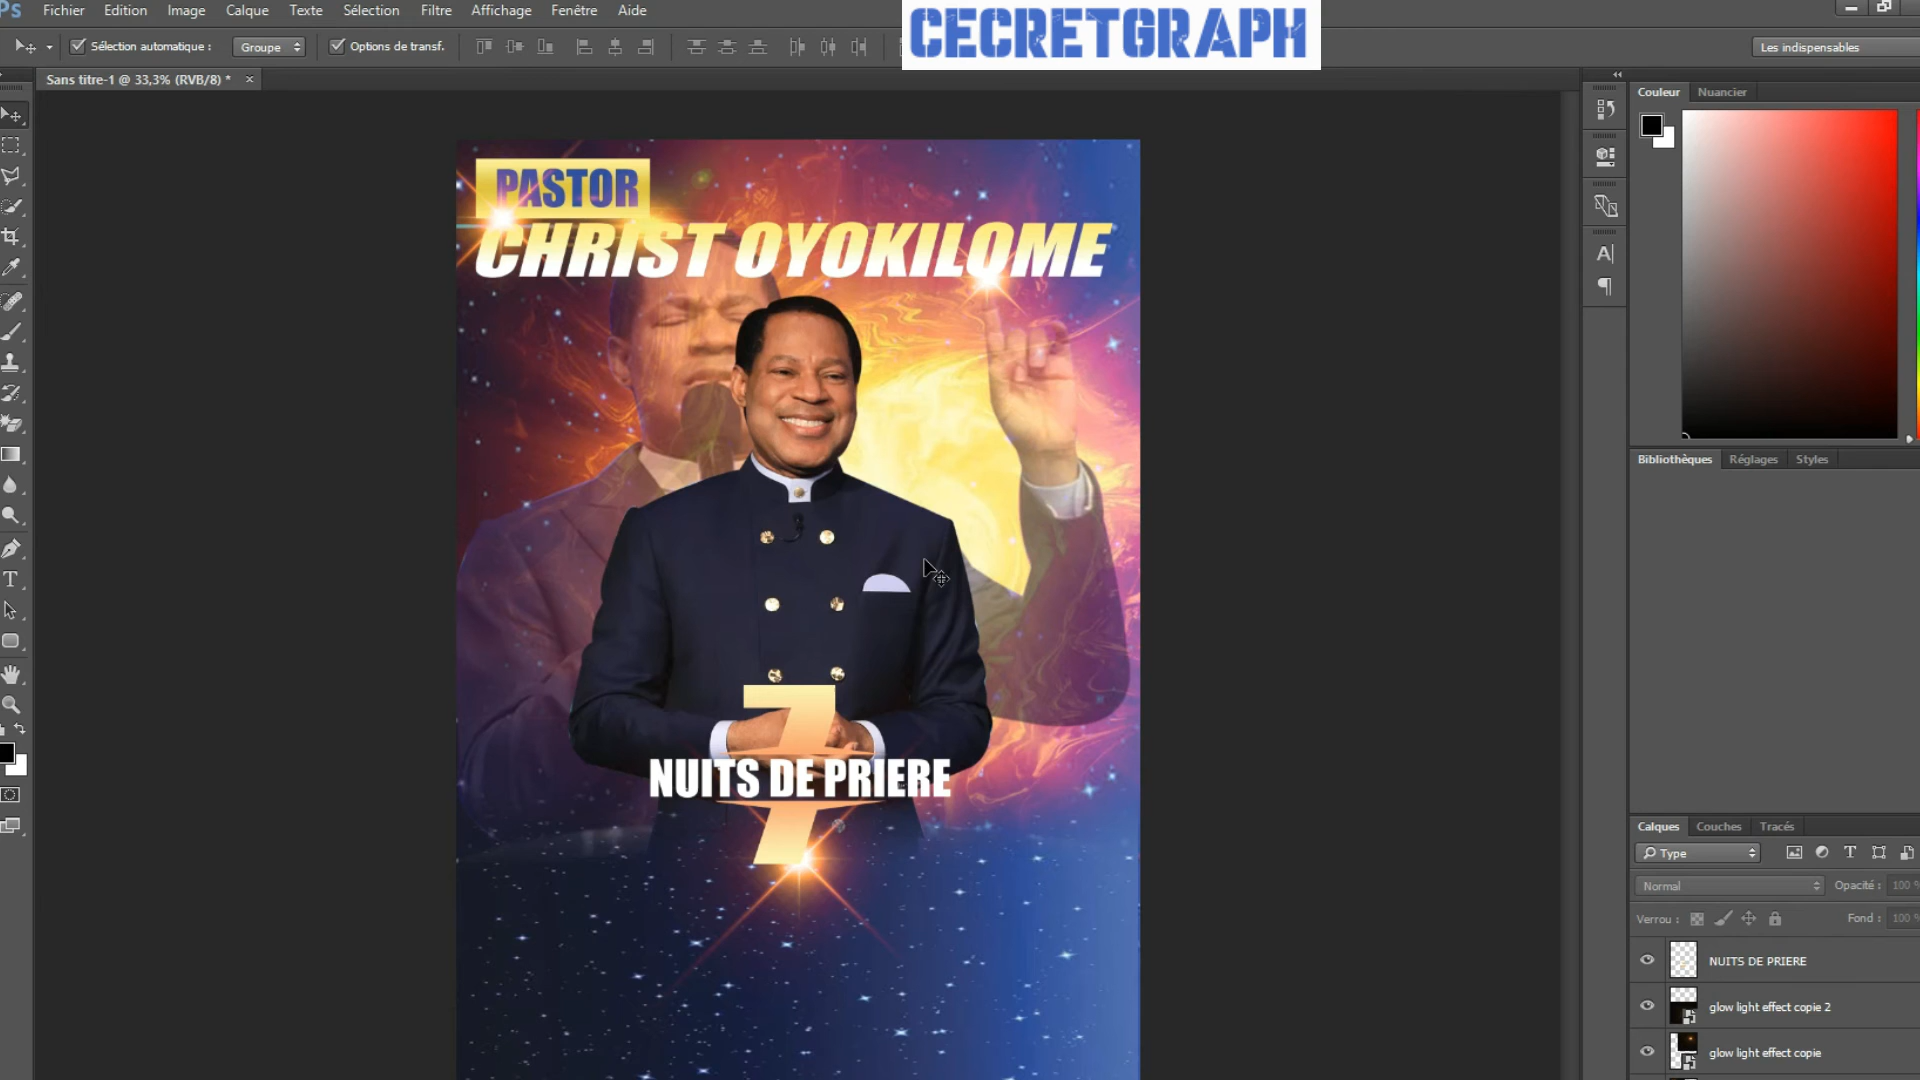 Ps Fichier Edition Image Calque Texte Sélection Filtre Affichage Fenêtre Aide
CECRETGRAPH
Sélection automatique : Groupe Options de transf. Les indispensables
Sans titre-1 @ 33,3% (RVB/8) * ×
Couleur Nuancier
PASTOR
CHRIST OYOKILOME
Bibliothèques Réglages Styles
7
NUITS DE PRIERE
Calques Couches Tracés
Type
Normal Opacité : 100 %
Verrou : Fond : 100 %
NUITS DE PRIERE
glow light effect copie 2
glow light effect copie